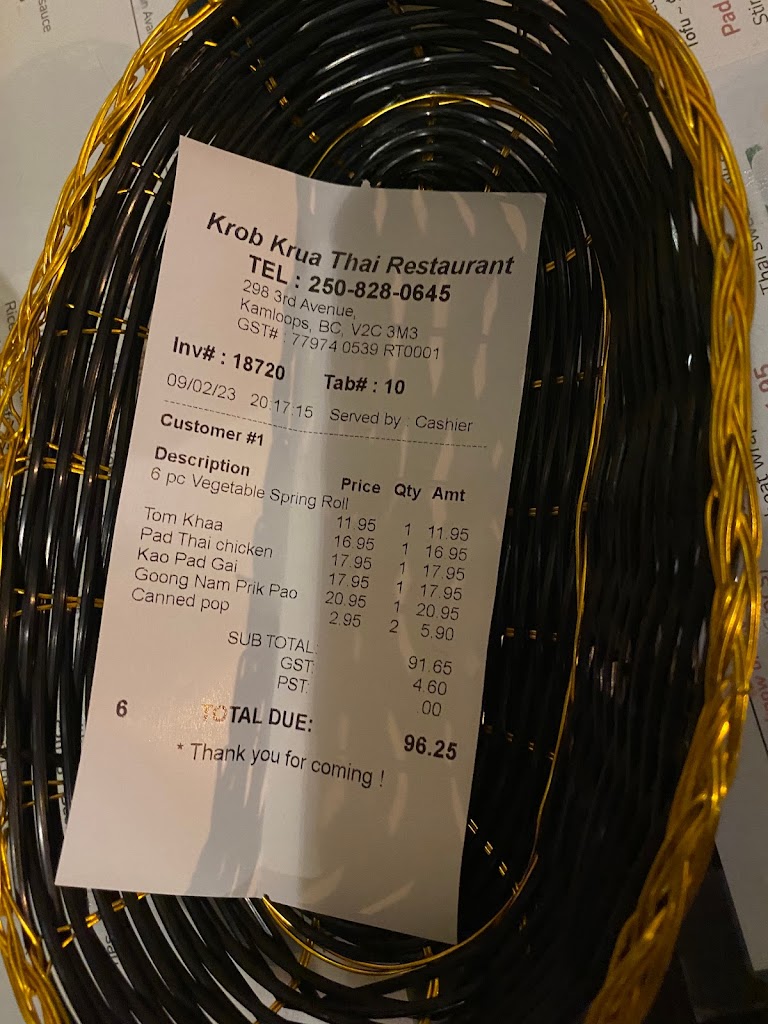 Krob Krua Thai Restaurant
TEL : 250-828-0645
298 3rd Avenue,
Kamloops, BC, V2C 3M3
GST# : 77974 0539 RT0001
Inv# : 18720 Tab# : 10
09/02/23 20:17:15 Served by : Cashier
Customer #1
Description Price Qty Amt
6 pc Vegetable Spring Roll
11.95 1 11.95
Tom Khaa 16.95 1 16.95
Pad Thai chicken 17.95 1 17.95
Kao Pad Gai 17.95 1 17.95
Goong Nam Prik Pao 20.95 1 20.95
Canned pop 2.95 2 5.90
SUB TOTAL: 91.65
GST: 4.60
PST: .00
6 TOTAL DUE: 96.25
* Thank you for coming !
sauce
Pad
Tofu ~
Thai swe